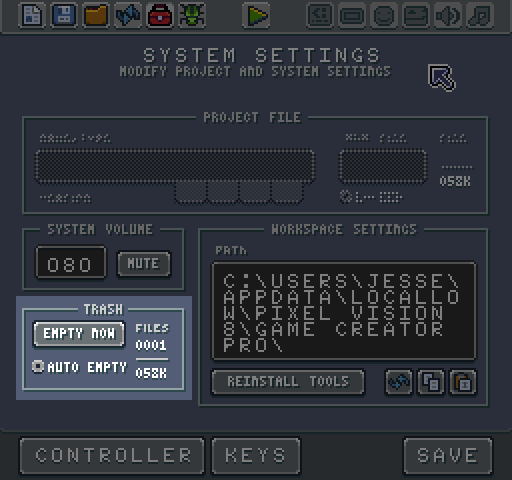 SYSTEM SETTINGS
MODIFY PROJECT AND SYSTEM SETTINGS
PROJECT FILE
058K
SYSTEM VOLUME
080
MUTE
WORKSPACE SETTINGS
PATH
C:\USERS\JESSE\
APPDATA\LOCALLO
W\PIXEL VISION
8\GAME CREATOR
PRO\
TRASH
EMPTY NOW
FILES
0001
AUTO EMPTY
058K
REINSTALL TOOLS
CONTROLLER
KEYS
SAVE